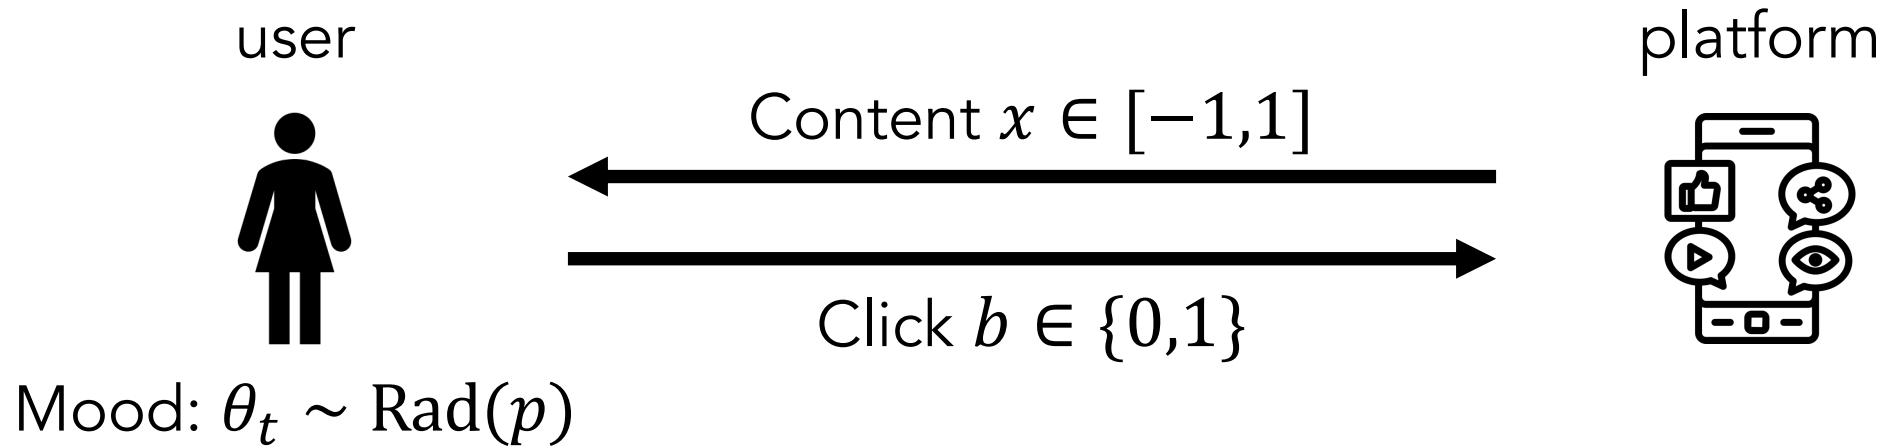 user
platform
Content x ∈ [−1,1]
Click b ∈ {0,1}
Mood: θₜ ~ Rad(p)